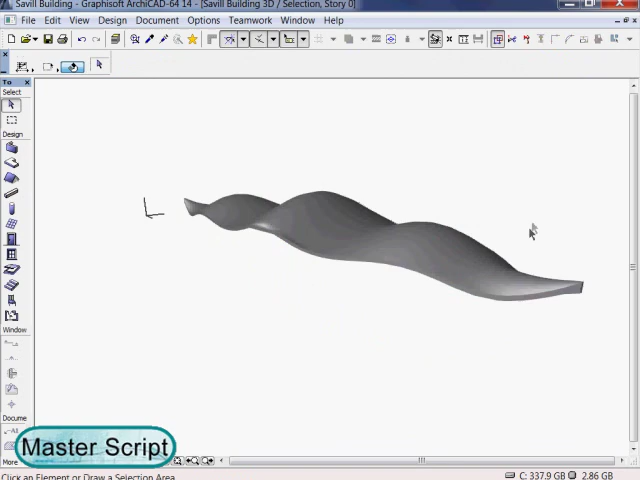 Savill Building - Graphisoft ArchiCAD-64 14 - [Savill Building 3D / Selection, Story 0]
File Edit View Design Document Options Teamwork Window Help
To
Select
Design
Window
Docume
A1
More
Master Script
Click an Element or Draw a Selection Area.
C: 337.9 GB 2.86 GB